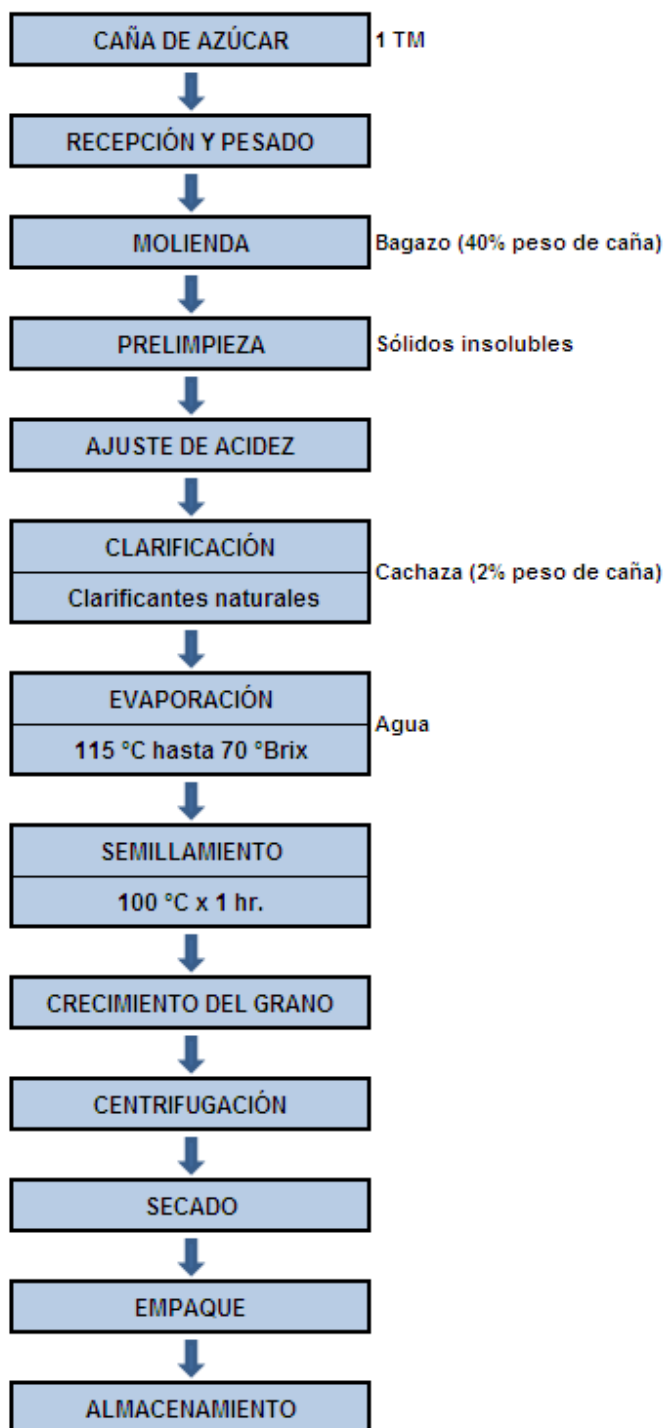 CAÑA DE AZÚCAR
1 TM
RECEPCIÓN Y PESADO
MOLIENDA
Bagazo (40% peso de caña)
PRELIMPIEZA
Sólidos insolubles
AJUSTE DE ACIDEZ
CLARIFICACIÓN
Clarificantes naturales
Cachaza (2% peso de caña)
EVAPORACIÓN
115 °C hasta 70 °Brix
Agua
SEMILLAMIENTO
100 °C x 1 hr.
CRECIMIENTO DEL GRANO
CENTRIFUGACIÓN
SECADO
EMPAQUE
ALMACENAMIENTO